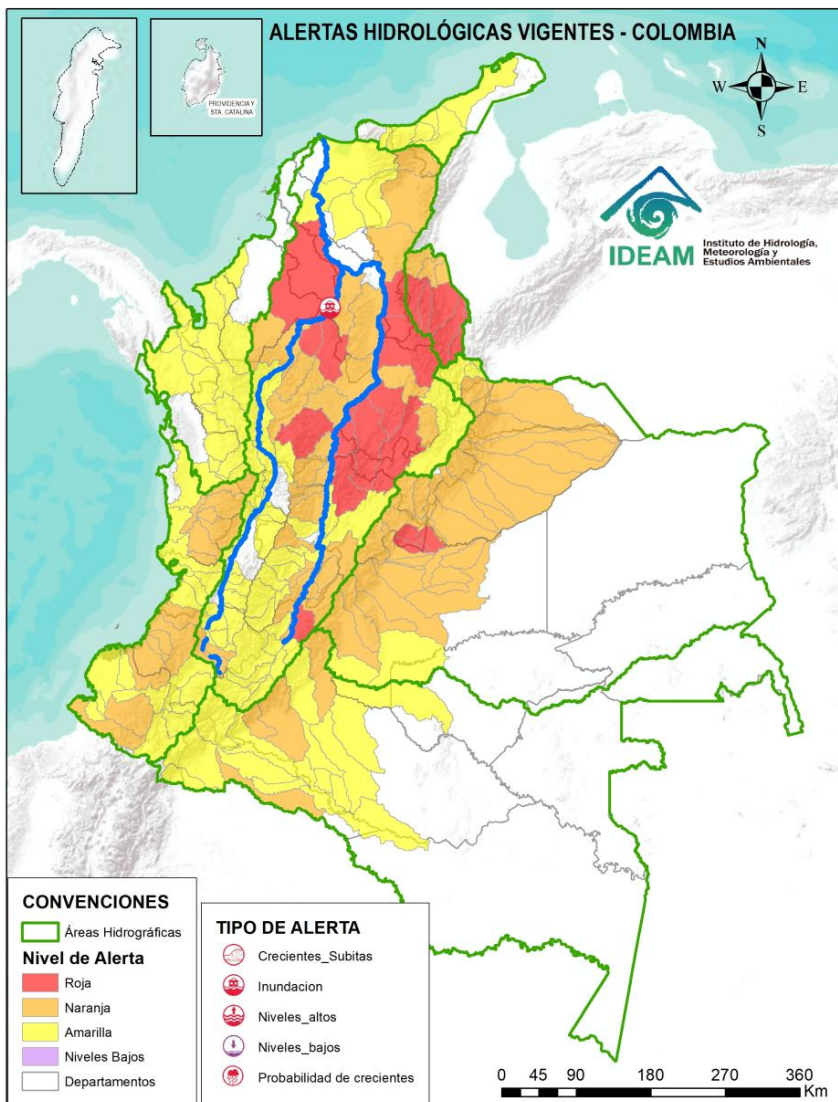 ALERTAS HIDROLÓGICAS VIGENTES - COLOMBIA
PROVIDENCIA Y
STA. CATALINA
N
W
E
S
IDEAM
Instituto de Hidrología,
Meteorología y
Estudios Ambientales
CONVENCIONES
Áreas Hidrográficas
Nivel de Alerta
Roja
Naranja
Amarilla
Niveles Bajos
Departamentos
TIPO DE ALERTA
Crecientes_Subitas
Inundacion
Niveles_altos
Niveles_bajos
Probabilidad de crecientes
0 45 90 180 270 360
Km